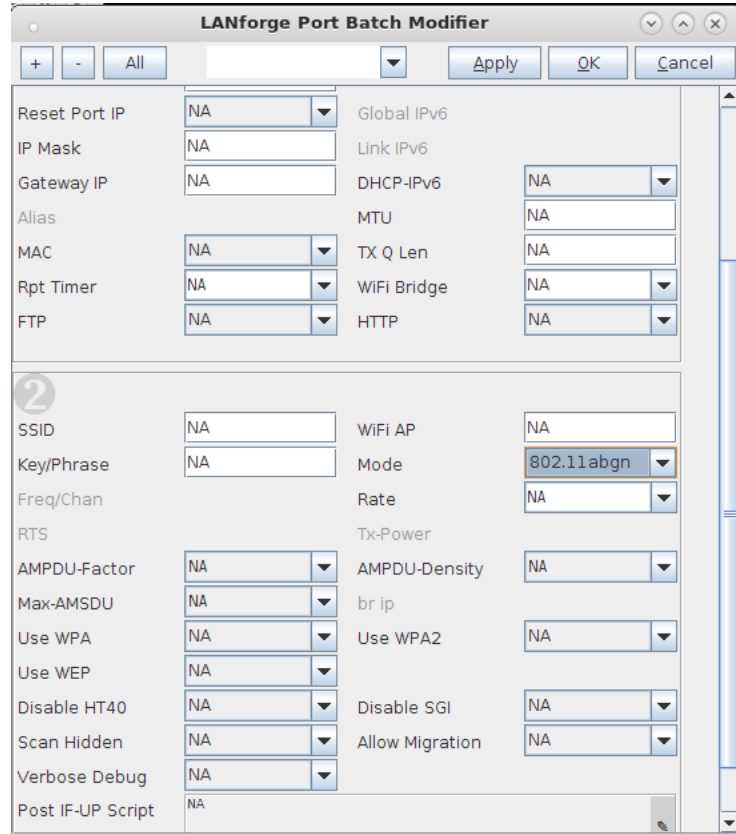 LANforge Port Batch Modifier
+ - All Apply OK Cancel
Reset Port IP NA Global IPv6
IP Mask NA Link IPv6
Gateway IP NA DHCP-IPv6 NA
Alias MTU NA
MAC NA TX Q Len NA
Rpt Timer NA WiFi Bridge NA
FTP NA HTTP NA
2
SSID NA WiFi AP NA
Key/Phrase NA Mode 802.11abgn
Freq/Chan Rate NA
RTS Tx-Power
AMPDU-Factor NA AMPDU-Density NA
Max-AMSDU NA br ip
Use WPA NA Use WPA2 NA
Use WEP NA
Disable HT40 NA Disable SGI NA
Scan Hidden NA Allow Migration NA
Verbose Debug NA
Post IF-UP Script NA